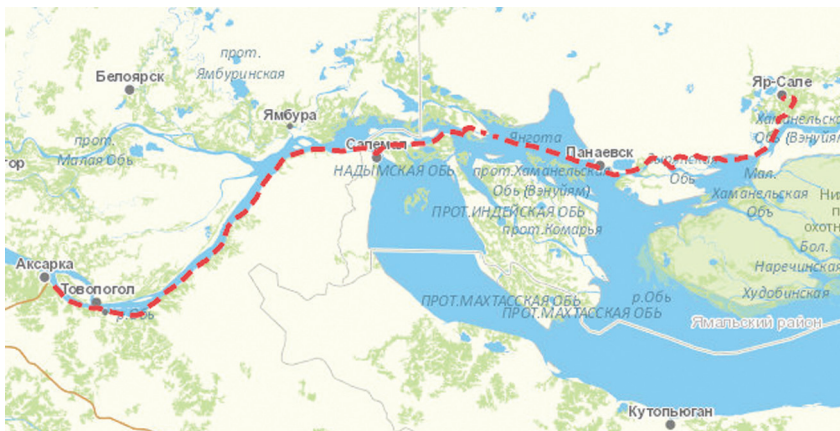 прот.
Ямбуринская
Белоярск
Яр-Сале
Ямбура
Хаманельская
Обь (Вэнуйям)
прот.
Малая Обь
Салемал
Янгота
Панаевск
НАДЫМСКАЯ ОБЬ
прот.Хаманельская
Обь (Вэнуйям)
Обь
Мал.
Хаманельская
Обь
ПРОТ.ИНДЕЙСКАЯ ОБЬ
прот.Комарья
Бол.
Наречинская
Худобинская
Аксарка
Товопогол
р.Обь
ПРОТ.МАХТАССКАЯ ОБЬ
ПРОТ.МАХТАССКАЯ ОБЬ
р.Обь
Ямальский район
Кутопьюган